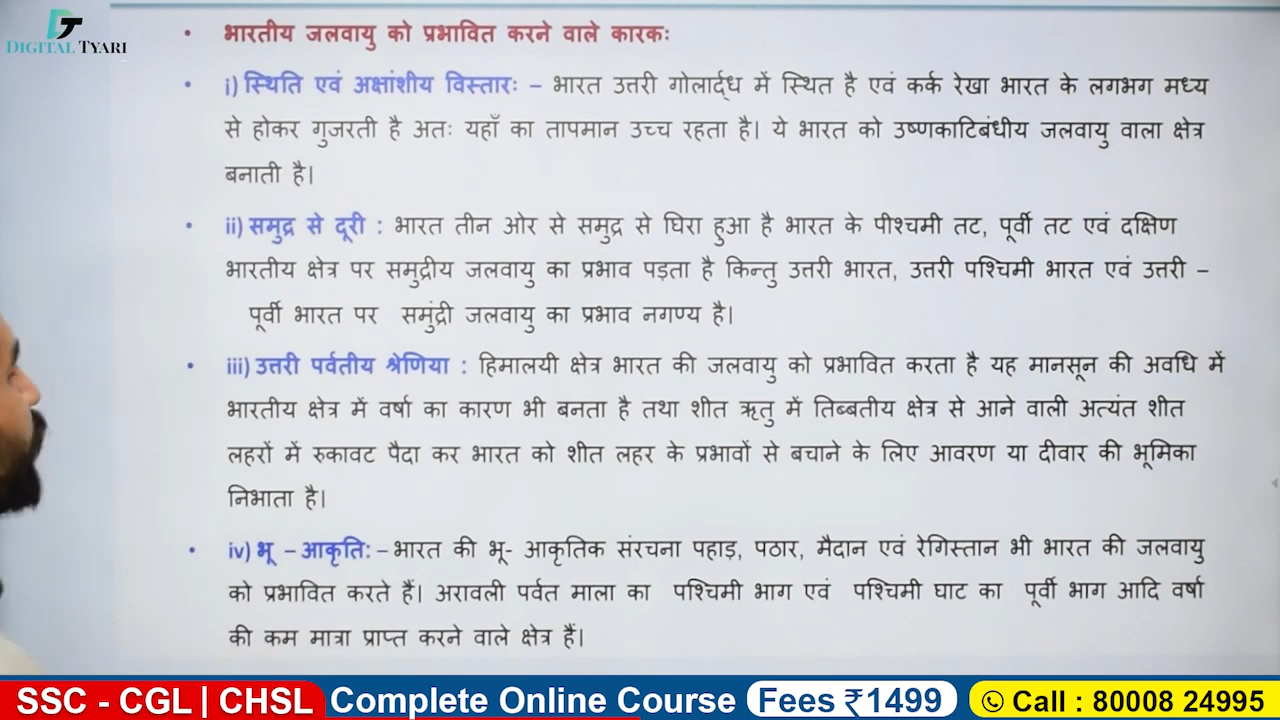 DIGITAL TYARI
• भारतीय जलवायु को प्रभावित करने वाले कारकः
• i) स्थिति एवं अक्षांशीय विस्तारः – भारत उत्तरी गोलार्द्ध में स्थित है एवं कर्क रेखा भारत के लगभग मध्य
से होकर गुजरती है अतः यहाँ का तापमान उच्च रहता है। ये भारत को उष्णकाटिबंधीय जलवायु वाला क्षेत्र
बनाती है।
• ii) समुद्र से दूरी : भारत तीन ओर से समुद्र से घिरा हुआ है भारत के पीश्चमी तट, पूर्वी तट एवं दक्षिण
भारतीय क्षेत्र पर समुद्रीय जलवायु का प्रभाव पड़ता है किन्तु उत्तरी भारत, उत्तरी पश्चिमी भारत एवं उत्तरी –
पूर्वी भारत पर समुंद्री जलवायु का प्रभाव नगण्य है।
• iii) उत्तरी पर्वतीय श्रेणिया : हिमालयी क्षेत्र भारत की जलवायु को प्रभावित करता है यह मानसून की अवधि में
भारतीय क्षेत्र में वर्षा का कारण भी बनता है तथा शीत ऋतु में तिब्बतीय क्षेत्र से आने वाली अत्यंत शीत
लहरों में रुकावट पैदा कर भारत को शीत लहर के प्रभावों से बचाने के लिए आवरण या दीवार की भूमिका
निभाता है।
• iv) भू – आकृतिः – भारत की भू- आकृतिक संरचना पहाड़, पठार, मैदान एवं रेगिस्तान भी भारत की जलवायु
को प्रभावित करते हैं। अरावली पर्वत माला का पश्चिमी भाग एवं पश्चिमी घाट का पूर्वी भाग आदि वर्षा
की कम मात्रा प्राप्त करने वाले क्षेत्र हैं।
SSC - CGL | CHSL Complete Online Course Fees ₹1499 Call : 80008 24995